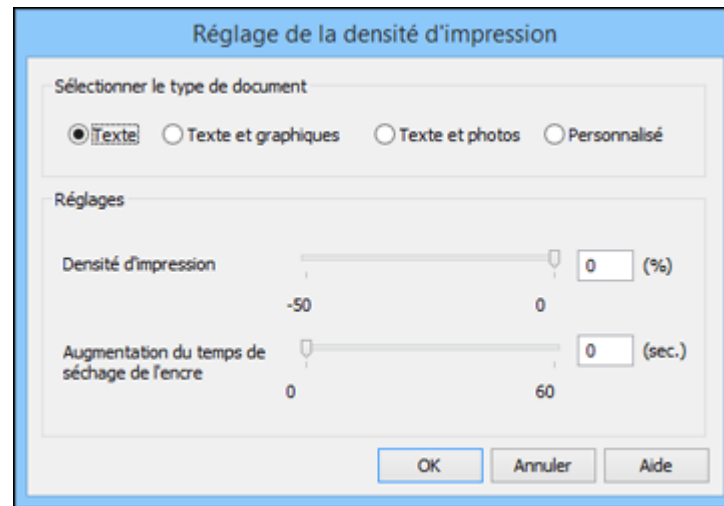 Réglage de la densité d'impression
Sélectionner le type de document
Texte Texte et graphiques Texte et photos Personnalisé
Réglages
Densité d'impression 0 (%)
-50 0
Augmentation du temps de 0 (sec.)
séchage de l'encre
0 60
OK Annuler Aide